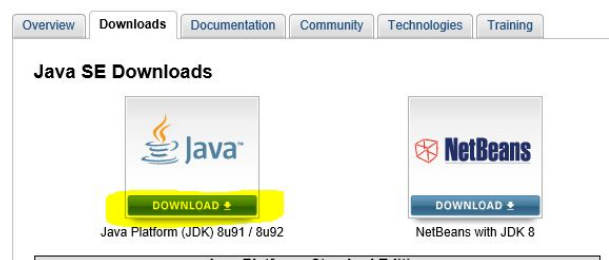 Overview Downloads Documentation Community Technologies Training
Java SE Downloads
Java™ NetBeans
DOWNLOAD DOWNLOAD
Java Platform (JDK) 8u91 / 8u92 NetBeans with JDK 8